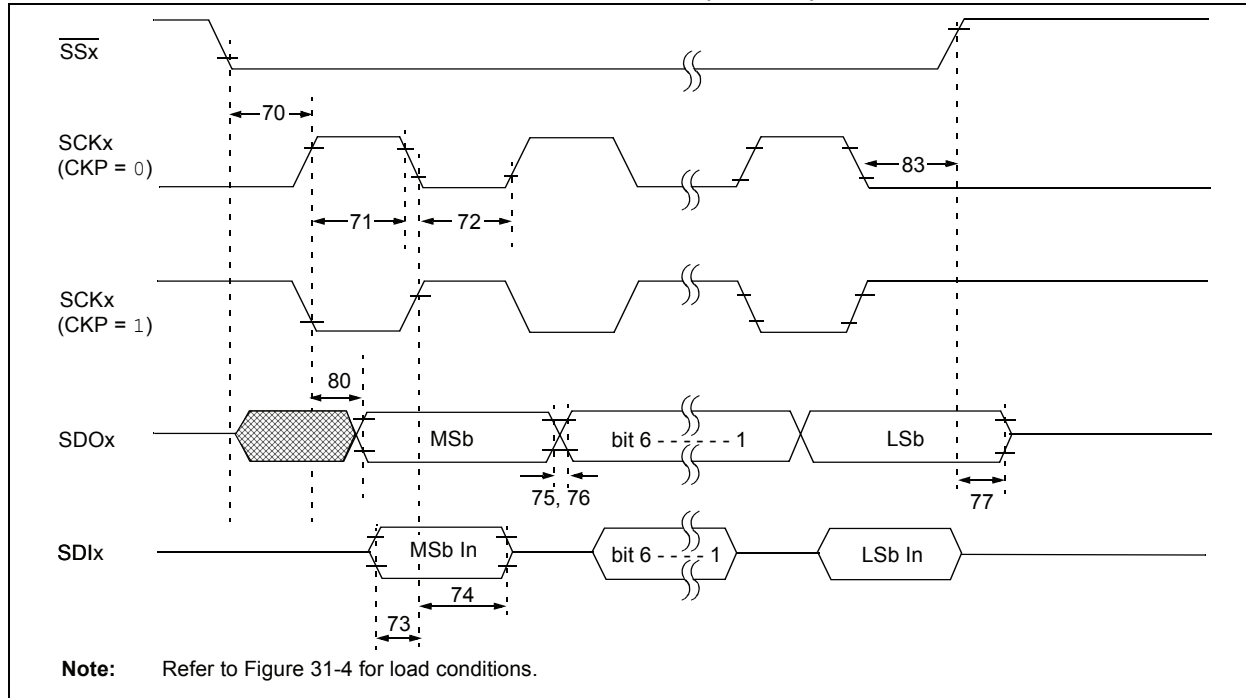 SSx
70
SCKx
(CKP = 0)
83
71
72
SCKx
(CKP = 1)
80
SDOx
MSb
bit 6 - - - - - - 1
LSb
75, 76
77
SDIx
MSb In
bit 6 - - - - 1
LSb In
74
73
Note: Refer to Figure 31-4 for load conditions.